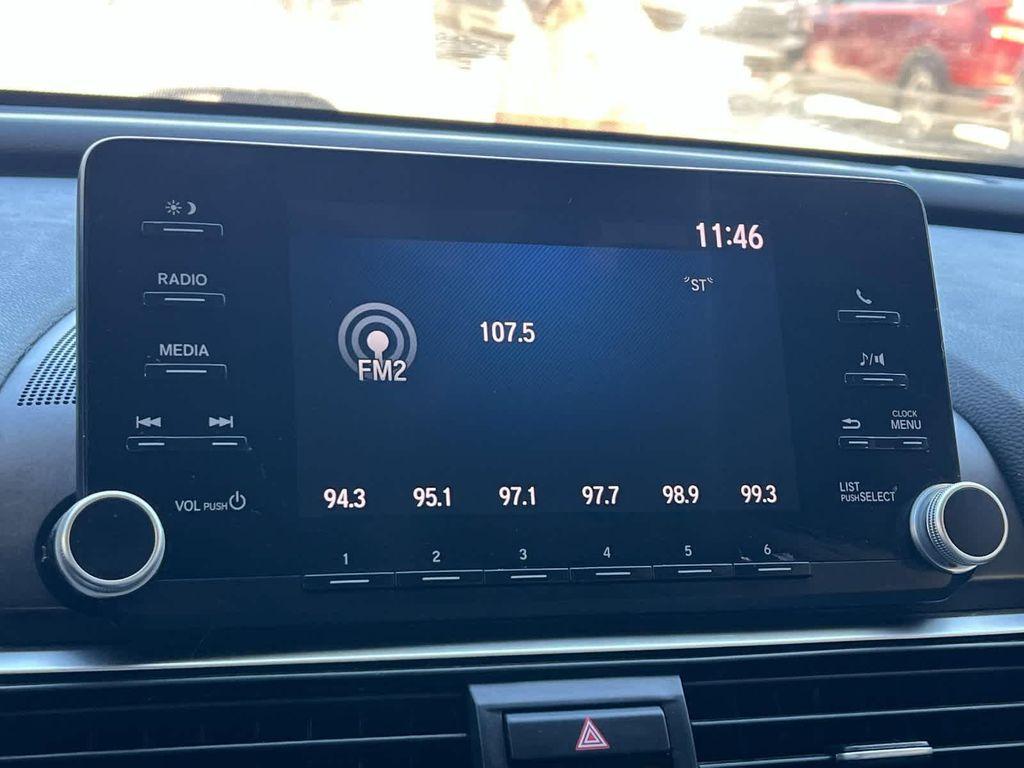 11:46
RADIO
ST
107.5
MEDIA
FM2
CLOCK
MENU
VOL PUSH
94.3 95.1 97.1 97.7 98.9 99.3
LIST
PUSH SELECT
1 2 3 4 5 6